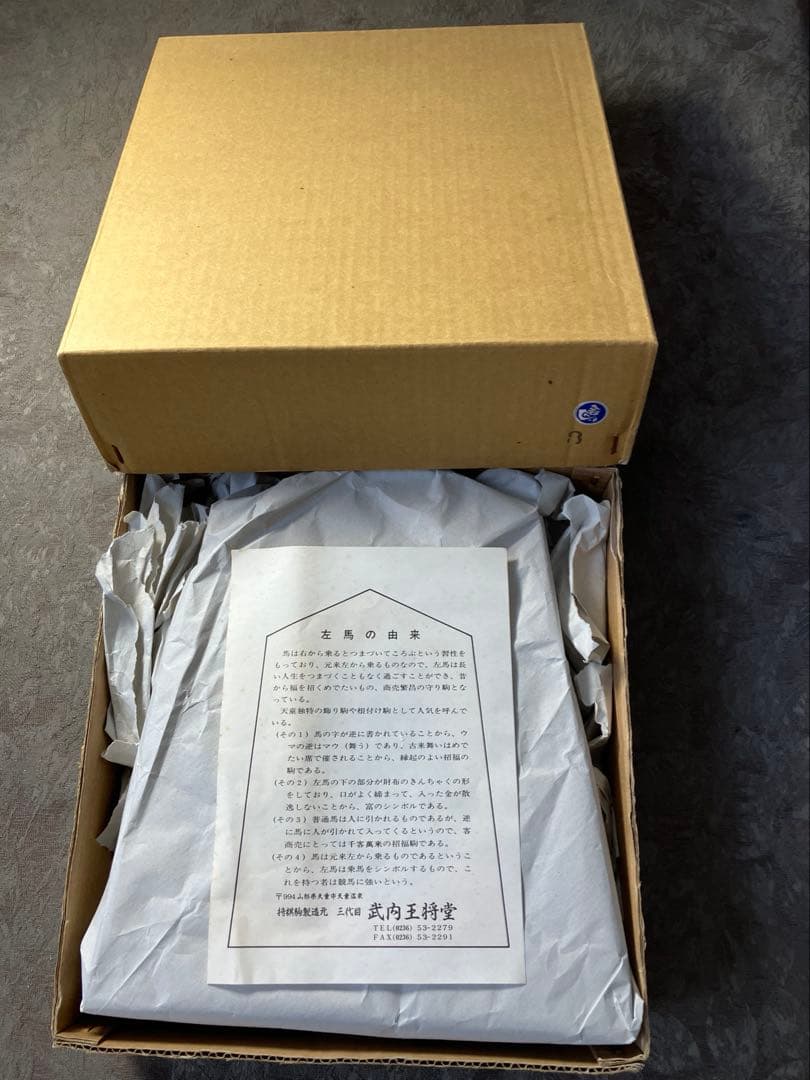 左馬の由来
馬は右から乗るとつまづいてころぶという習性を
もっており、元来左から乗るものなので、左馬は長
い人生をつまづくこともなく過ごすことができ、昔
から福を招くめでたいもの、商売繁昌の守り駒とな
っている。
天童独特の飾り駒や根付け駒として人気を呼んで
いる。
(その1)馬の字が逆に書かれていることから、ウ
マの逆はマウ(舞う)であり、古来舞いはめで
たい席で催されることから、縁起のよい招福の
駒である。
(その2)左馬の下の部分が財布のきんちゃくの形
をしており、口がよく締まって、入った金が散
逸しないことから、富のシンボルである。
(その3)普通馬は人に引かれるものであるが、逆
に馬に人が引かれて入ってくるというので、客
商売にとっては千客萬来の招福駒である。
(その4)馬は元来左から乗るものであるというこ
とから、左馬は乗馬をシンボルするもので、こ
れを持つ者は競馬に強いという。
〒994山形県天童市天童温泉
将棋駒製造元 三代目 武内王将堂
TEL(0236)53-2279
FAX(0236)53-2291